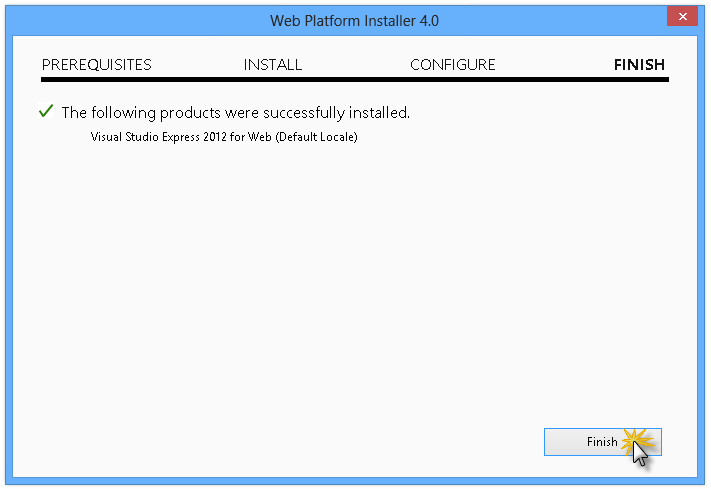 Web Platform Installer 4.0
PREREQUISITES INSTALL CONFIGURE FINISH
The following products were successfully installed.
Visual Studio Express 2012 for Web (Default Locale)
Finish